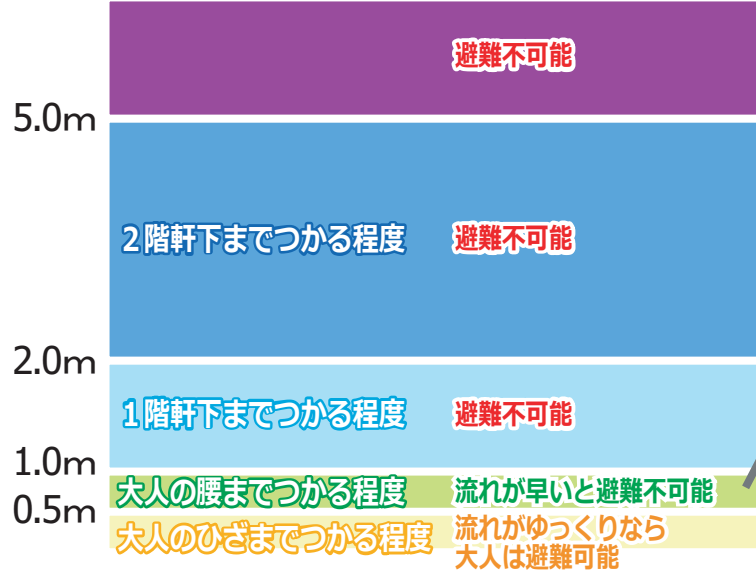 避難不可能
5.0m
2階軒下までつかる程度 避難不可能
2.0m
1階軒下までつかる程度 避難不可能
1.0m
大人の腰までつかる程度 流れが早いと避難不可能
0.5m
大人のひざまでつかる程度 流れがゆっくりなら
大人は避難可能